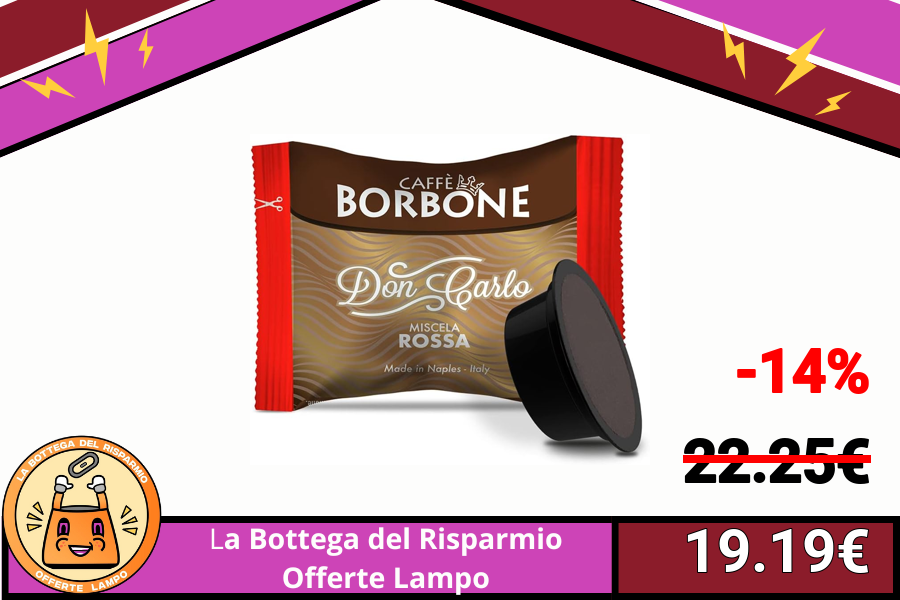 CAFFÈ
BORBONE
Don Carlo
MISCELA
ROSSA
Made in Naples - Italy
-14%
22.25€
19.19€
La Bottega del Risparmio
Offerte Lampo
LA BOTTEGA DEL RISPARMIO
OFFERTE LAMPO